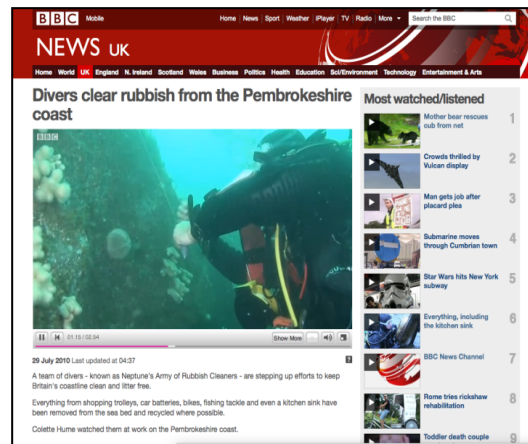 BBC Mobile Home News Sport Weather iPlayer TV Radio More Search the BBC
NEWS UK
Home World UK England N. Ireland Scotland Wales Business Politics Health Education Sci/Environment Technology Entertainment & Arts
Divers clear rubbish from the Pembrokeshire
coast
BBC
01:15 / 02:34
Show More
29 July 2010 Last updated at 04:37
A team of divers - known as Neptune's Army of Rubbish Cleaners - are stepping up efforts to keep
Britain's coastline clean and litter free.
Everything from shopping trolleys, car batteries, bikes, fishing tackle and even a kitchen sink have
been removed from the sea bed and recycled where possible.
Colette Hume watched them at work on the Pembrokeshire coast.
Most watched/listened
Mother bear rescues
cub from net
1
Crowds thrilled by
Vulcan display
2
Man gets job after
placard plea
3
Submarine moves
through Cumbrian town
4
Star Wars hits New York
subway
5
Everything, including
the kitchen sink
6
BBC News Channel
7
Rome tries rickshaw
rehabilitation
8
Toddler death couple
9